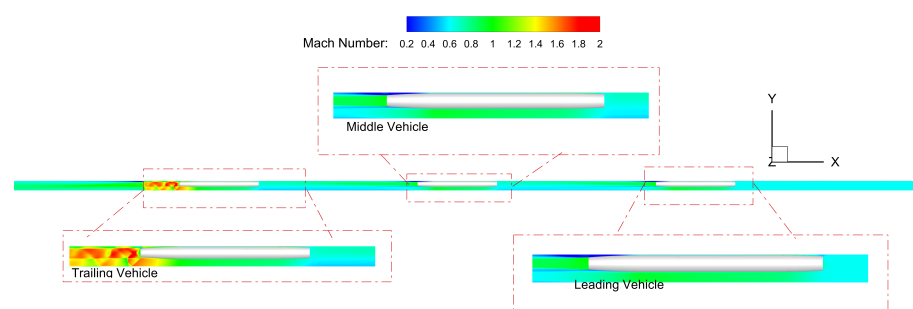 Mach Number: 0.2 0.4 0.6 0.8 1 1.2 1.4 1.6 1.8 2
Middle Vehicle
Y
Z X
Trailing Vehicle
Leading Vehicle